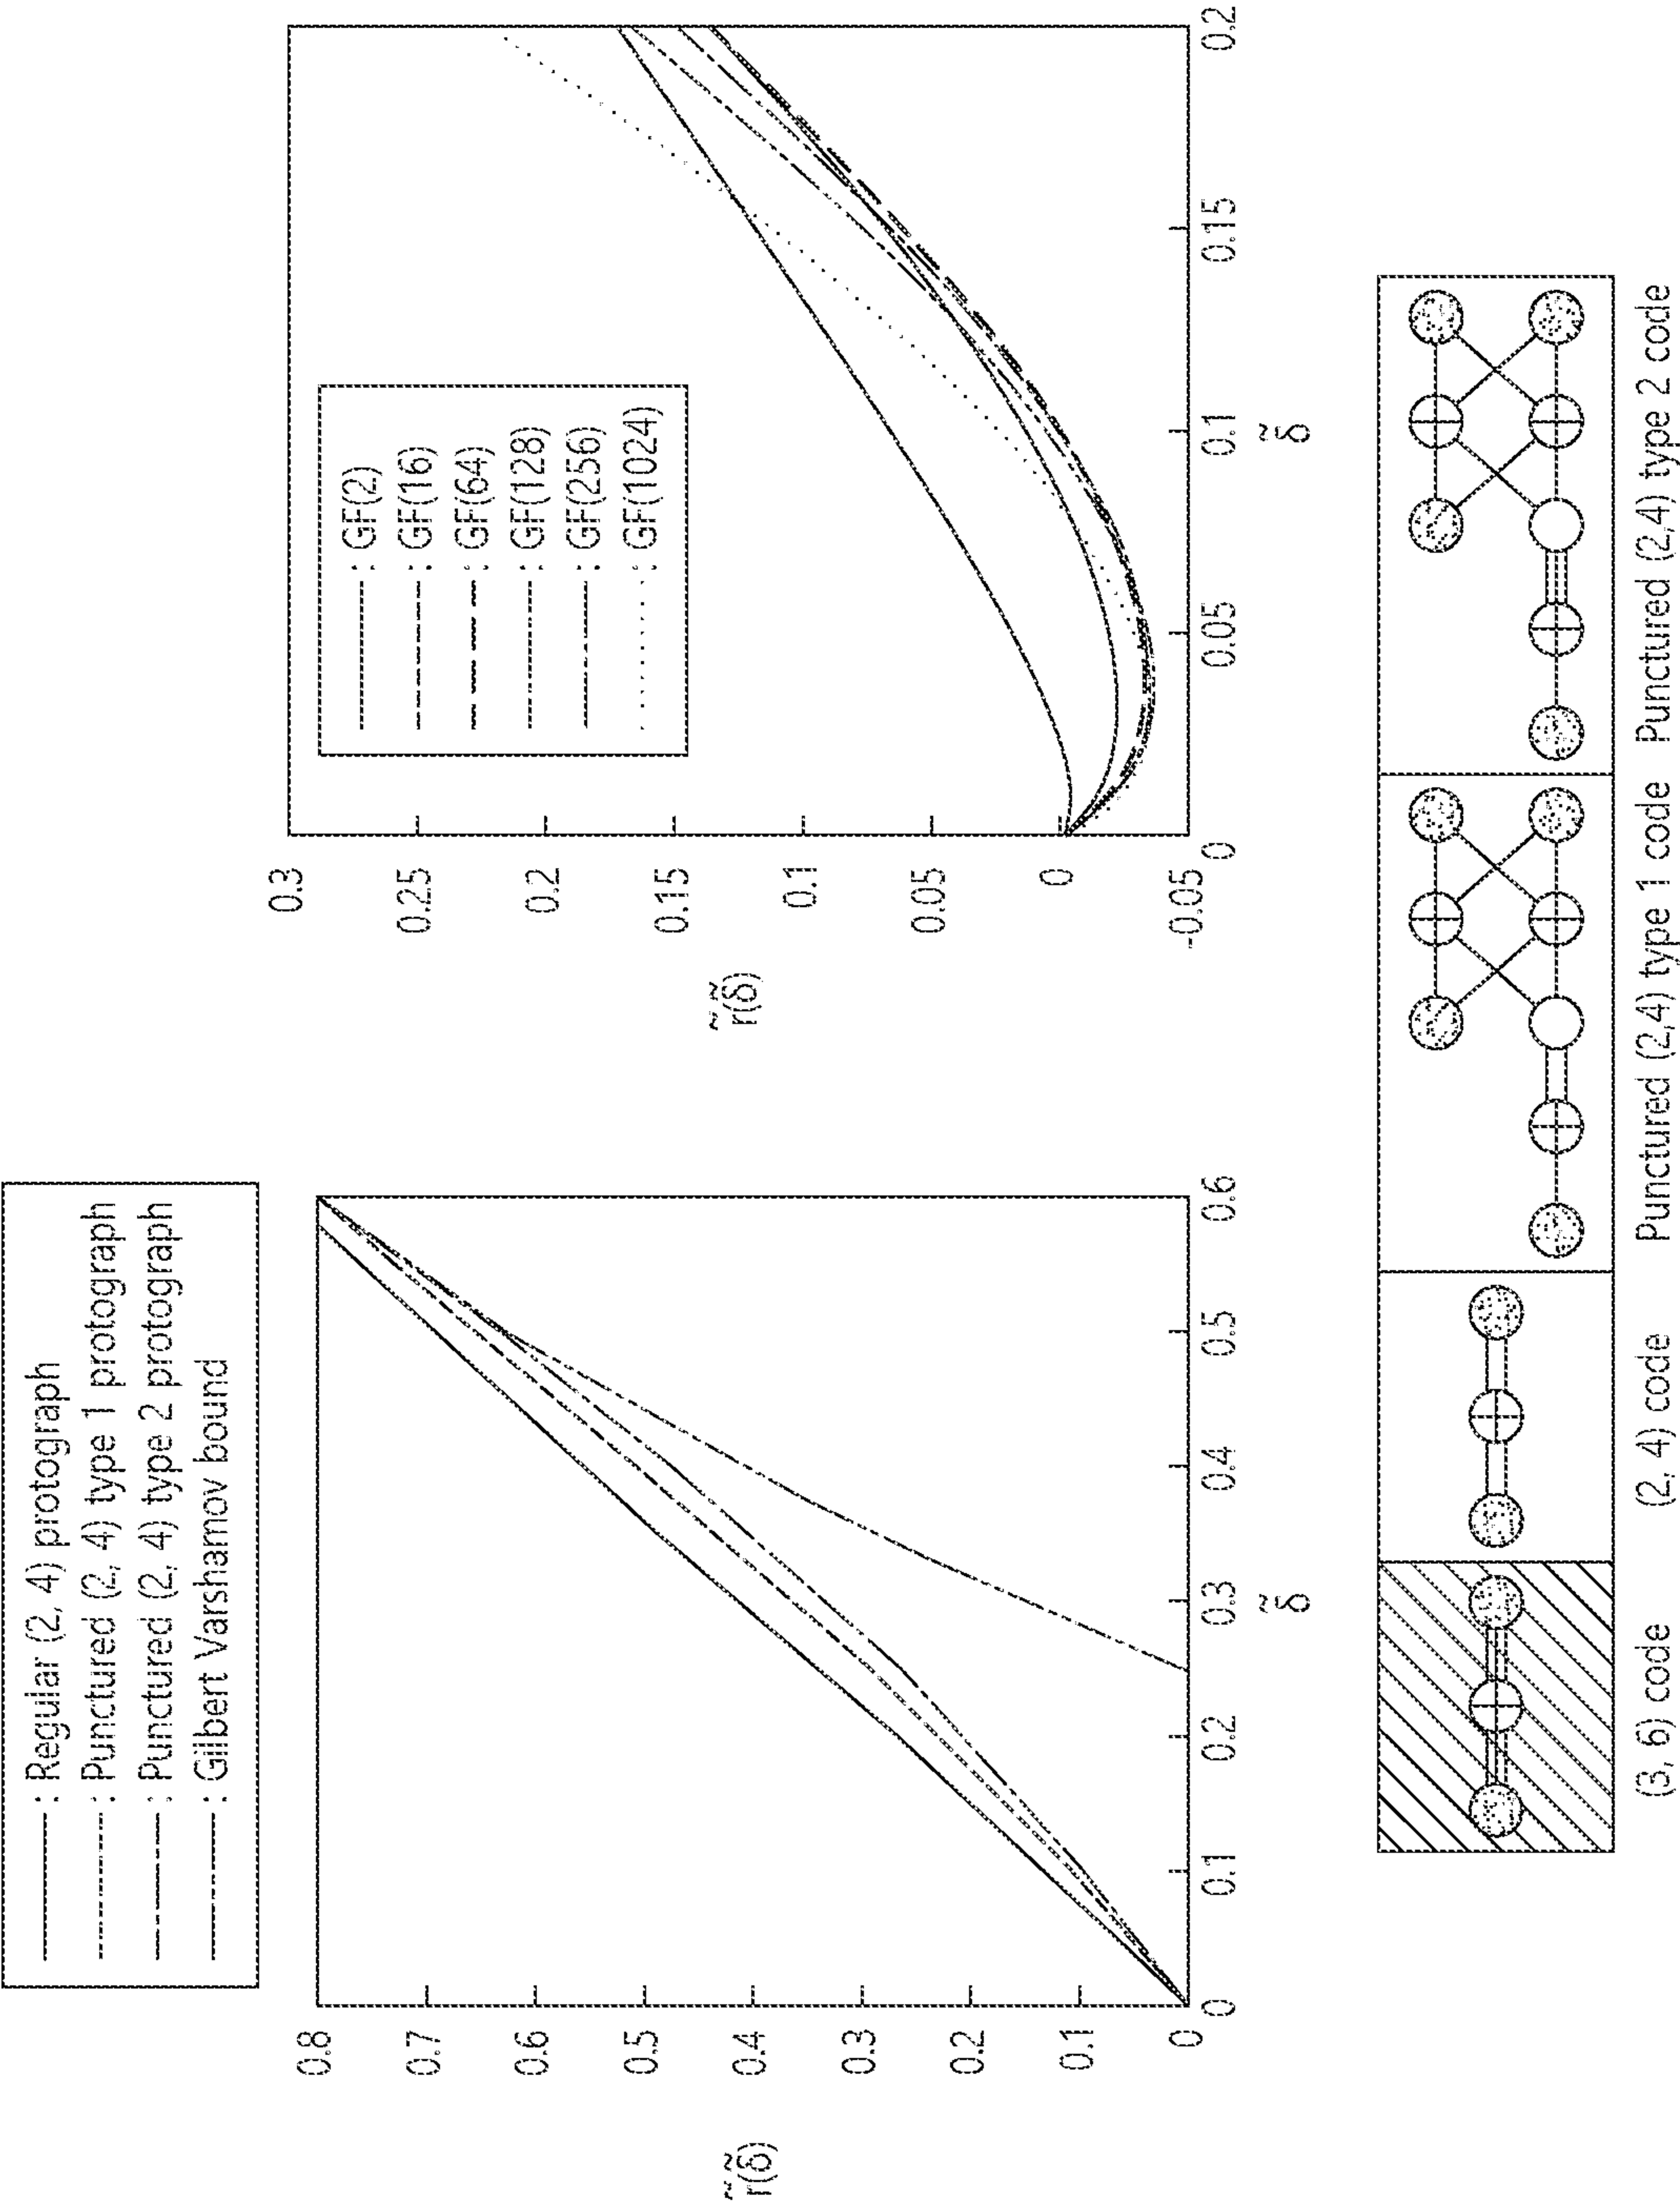 : Regular (2, 4) protograph
: Punctured (2, 4) type 1 protograph
: Punctured (2, 4) type 2 protograph
: Gilbert Varshamov bound
r̃(δ̃)
0.8
0.7
0.6
0.5
0.4
0.3
0.2
0.1
0
0
0.1
0.2
0.3
0.4
0.5
0.6
δ̃
: GF(2)
: GF(16)
: GF(64)
: GF(128)
: GF(256)
: GF(1024)
r̃(δ̃)
0.3
0.25
0.2
0.15
0.1
0.05
0
-0.05
0
0.05
0.1
0.15
0.2
δ̃
(3, 6) code
(2, 4) code
Punctured (2,4) type 1 code
Punctured (2,4) type 2 code